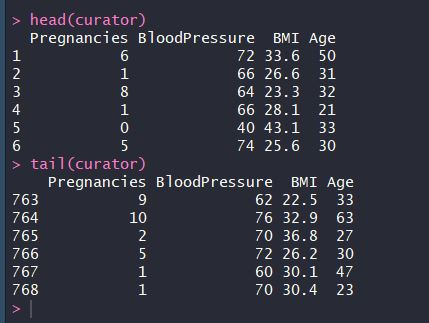 > head(curator)
  Pregnancies BloodPressure  BMI Age
1           6            72 33.6  50
2           1            66 26.6  31
3           8            64 23.3  32
4           1            66 28.1  21
5           0            40 43.1  33
6           5            74 25.6  30
> tail(curator)
    Pregnancies BloodPressure  BMI Age
763           9            62 22.5  33
764          10            76 32.9  63
765           2            70 36.8  27
766           5            72 26.2  30
767           1            60 30.1  47
768           1            70 30.4  23
>